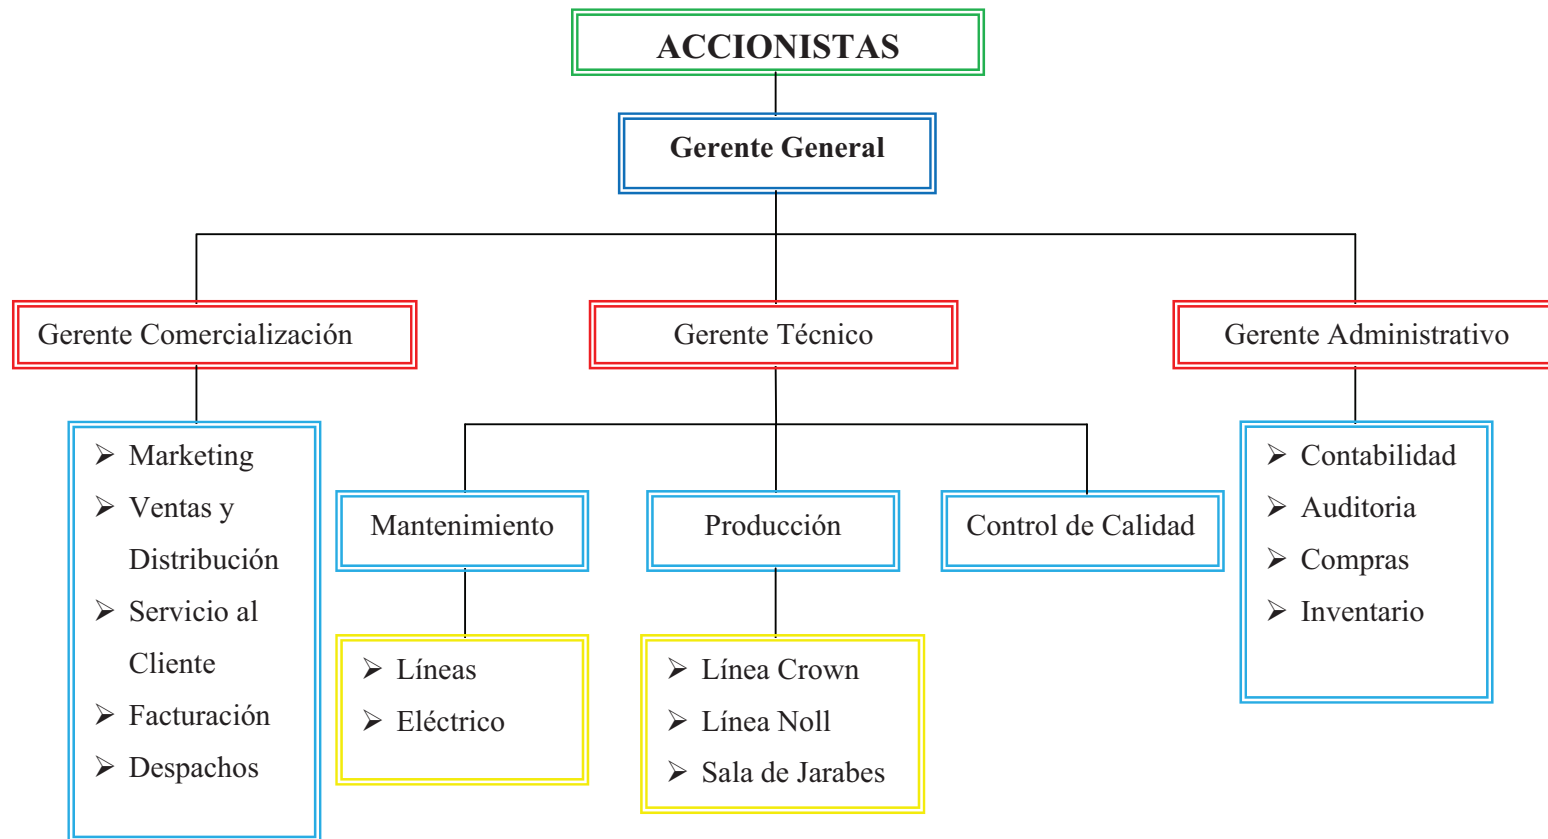 ACCIONISTAS
Gerente General
Gerente Comercialización
Gerente Técnico
Gerente Administrativo
➢ Marketing
➢ Ventas y
Distribución
➢ Servicio al
Cliente
➢ Facturación
➢ Despachos
Mantenimiento
Producción
Control de Calidad
➢ Líneas
➢ Eléctrico
➢ Línea Crown
➢ Línea Noll
➢ Sala de Jarabes
➢ Contabilidad
➢ Auditoria
➢ Compras
➢ Inventario